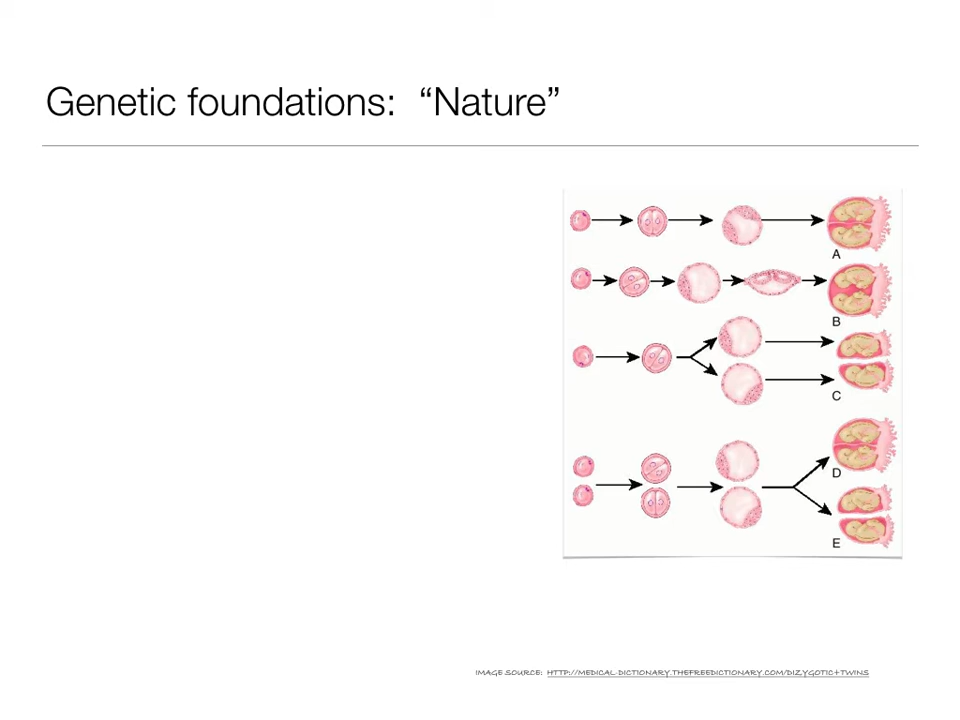 Genetic foundations:  “Nature”
A
B
C
D
E
IMAGE SOURCE:  HTTP://MEDICAL-DICTIONARY.THEFREEDICTIONARY.COM/DIZYGOTIC+TWINS